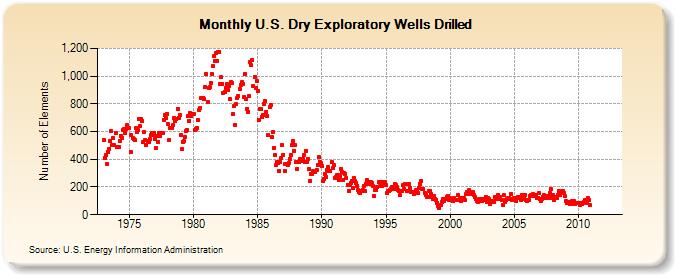 Monthly U.S. Dry Exploratory Wells Drilled
Number of Elements
1,200
1,000
800
600
400
200
0
1975 1980 1985 1990 1995 2000 2005 2010
Source: U.S. Energy Information Administration